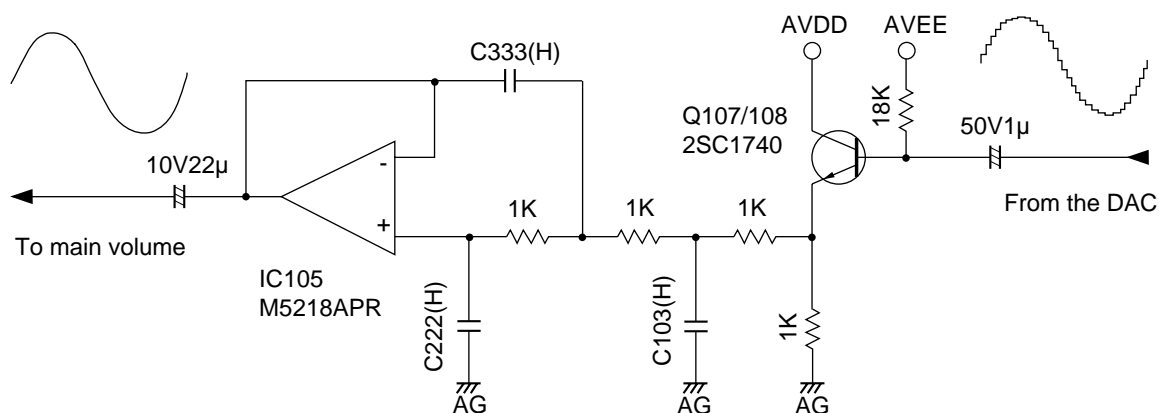 AVDD
AVEE
C333(H)
Q107/108
2SC1740
18K
50V1µ
10V22µ
-
+
From the DAC
1K
1K
1K
To main volume
IC105
M5218APR
C222(H)
C103(H)
1K
AG
AG
AG